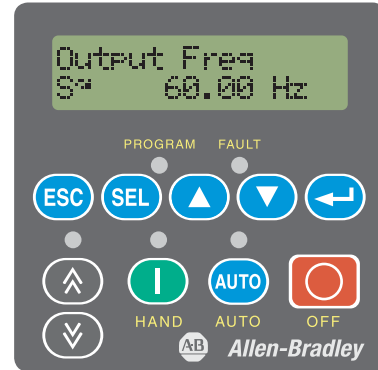 Output Freq
S 60.00 Hz
PROGRAM FAULT
ESC SEL
AUTO
HAND AUTO OFF
AB Allen-Bradley